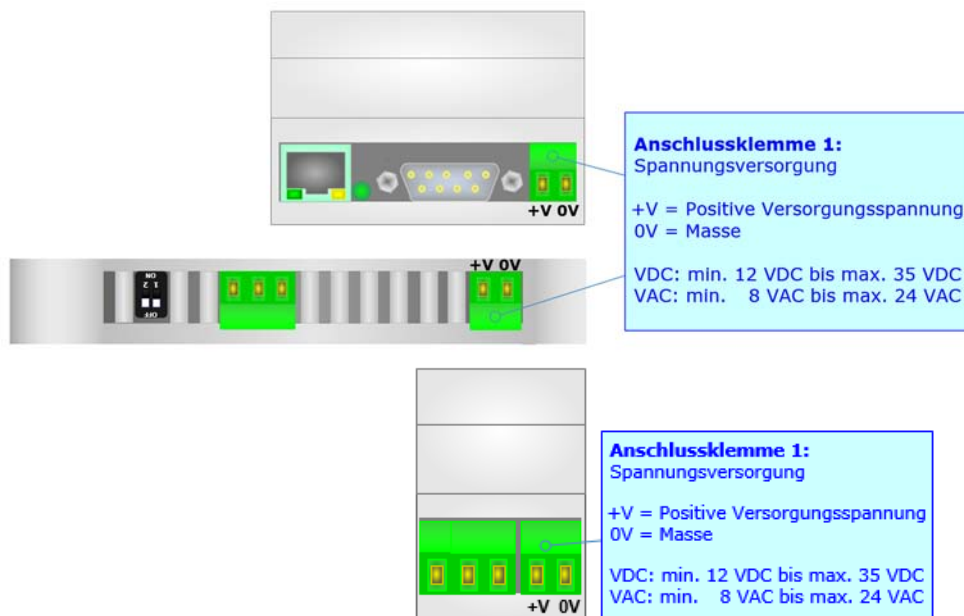 Anschlussklemme 1:
Spannungsversorgung
+V = Positive Versorgungsspannung
0V = Masse
VDC: min. 12 VDC bis max. 35 VDC
VAC: min. 8 VAC bis max. 24 VAC
+V 0V
+V 0V
ON
1 2
OFF
Anschlussklemme 1:
Spannungsversorgung
+V = Positive Versorgungsspannung
0V = Masse
VDC: min. 12 VDC bis max. 35 VDC
VAC: min. 8 VAC bis max. 24 VAC
+V 0V